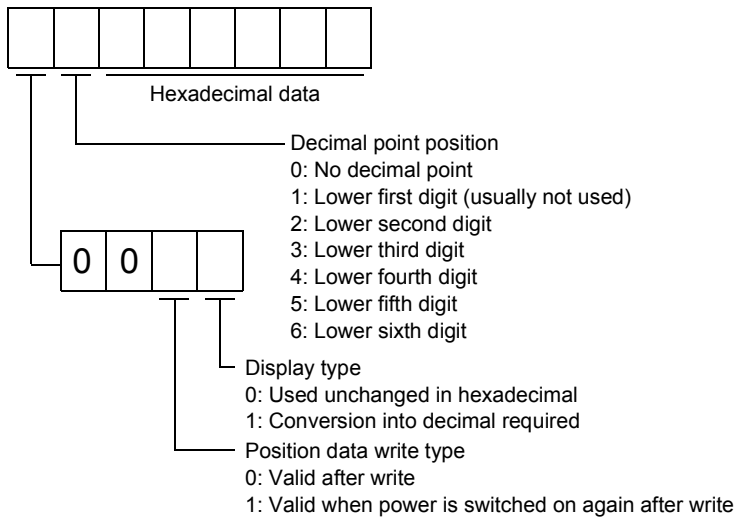 Hexadecimal data
Decimal point position
0: No decimal point
1: Lower first digit (usually not used)
2: Lower second digit
3: Lower third digit
4: Lower fourth digit
5: Lower fifth digit
6: Lower sixth digit
0 0
Display type
0: Used unchanged in hexadecimal
1: Conversion into decimal required
Position data write type
0: Valid after write
1: Valid when power is switched on again after write